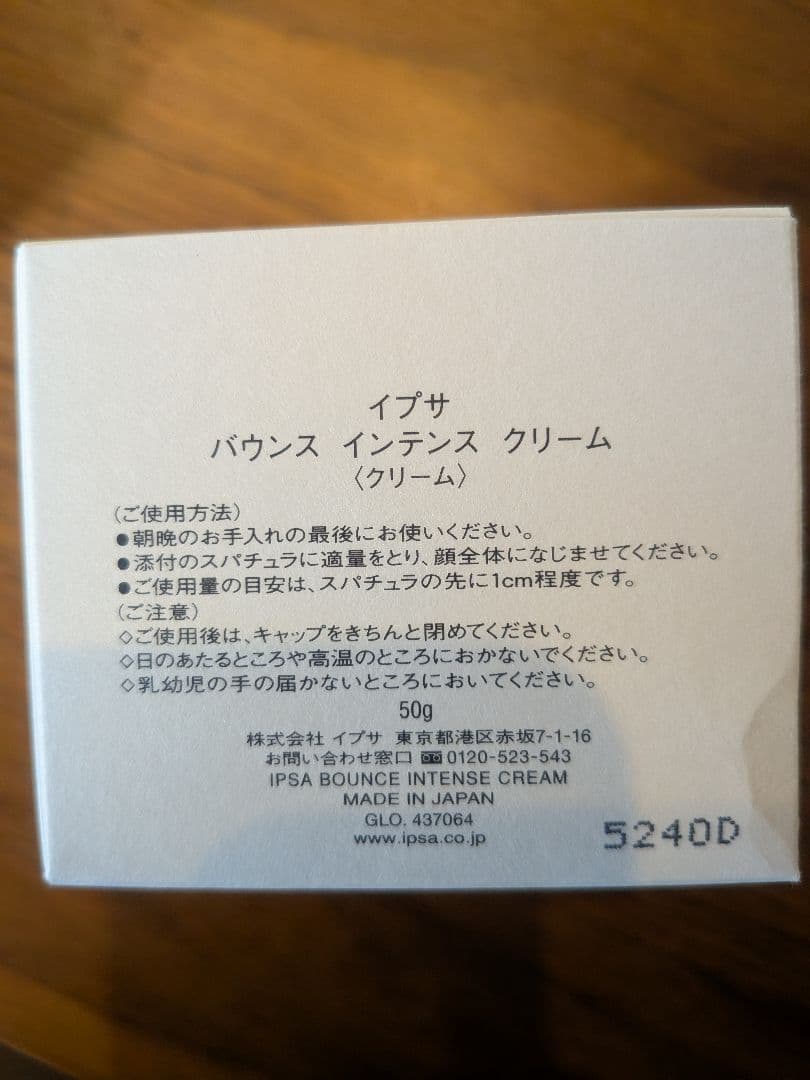 イプサ
バウンス インテンス クリーム
〈クリーム〉
(ご使用方法)
●朝晩のお手入れの最後にお使いください。
●添付のスパチュラに適量をとり、顔全体になじませてください。
●ご使用量の目安は、スパチュラの先に1cm程度です。
(ご注意)
◇ご使用後は、キャップをきちんと閉めてください。
◇日のあたるところや高温のところにおかないでください。
◇乳幼児の手の届かないところにおいてください。
50g
株式会社 イプサ 東京都港区赤坂7-1-16
お問い合わせ窓口 0120-523-543
IPSA BOUNCE INTENSE CREAM
MADE IN JAPAN
GLO. 437064
www.ipsa.co.jp
5240D